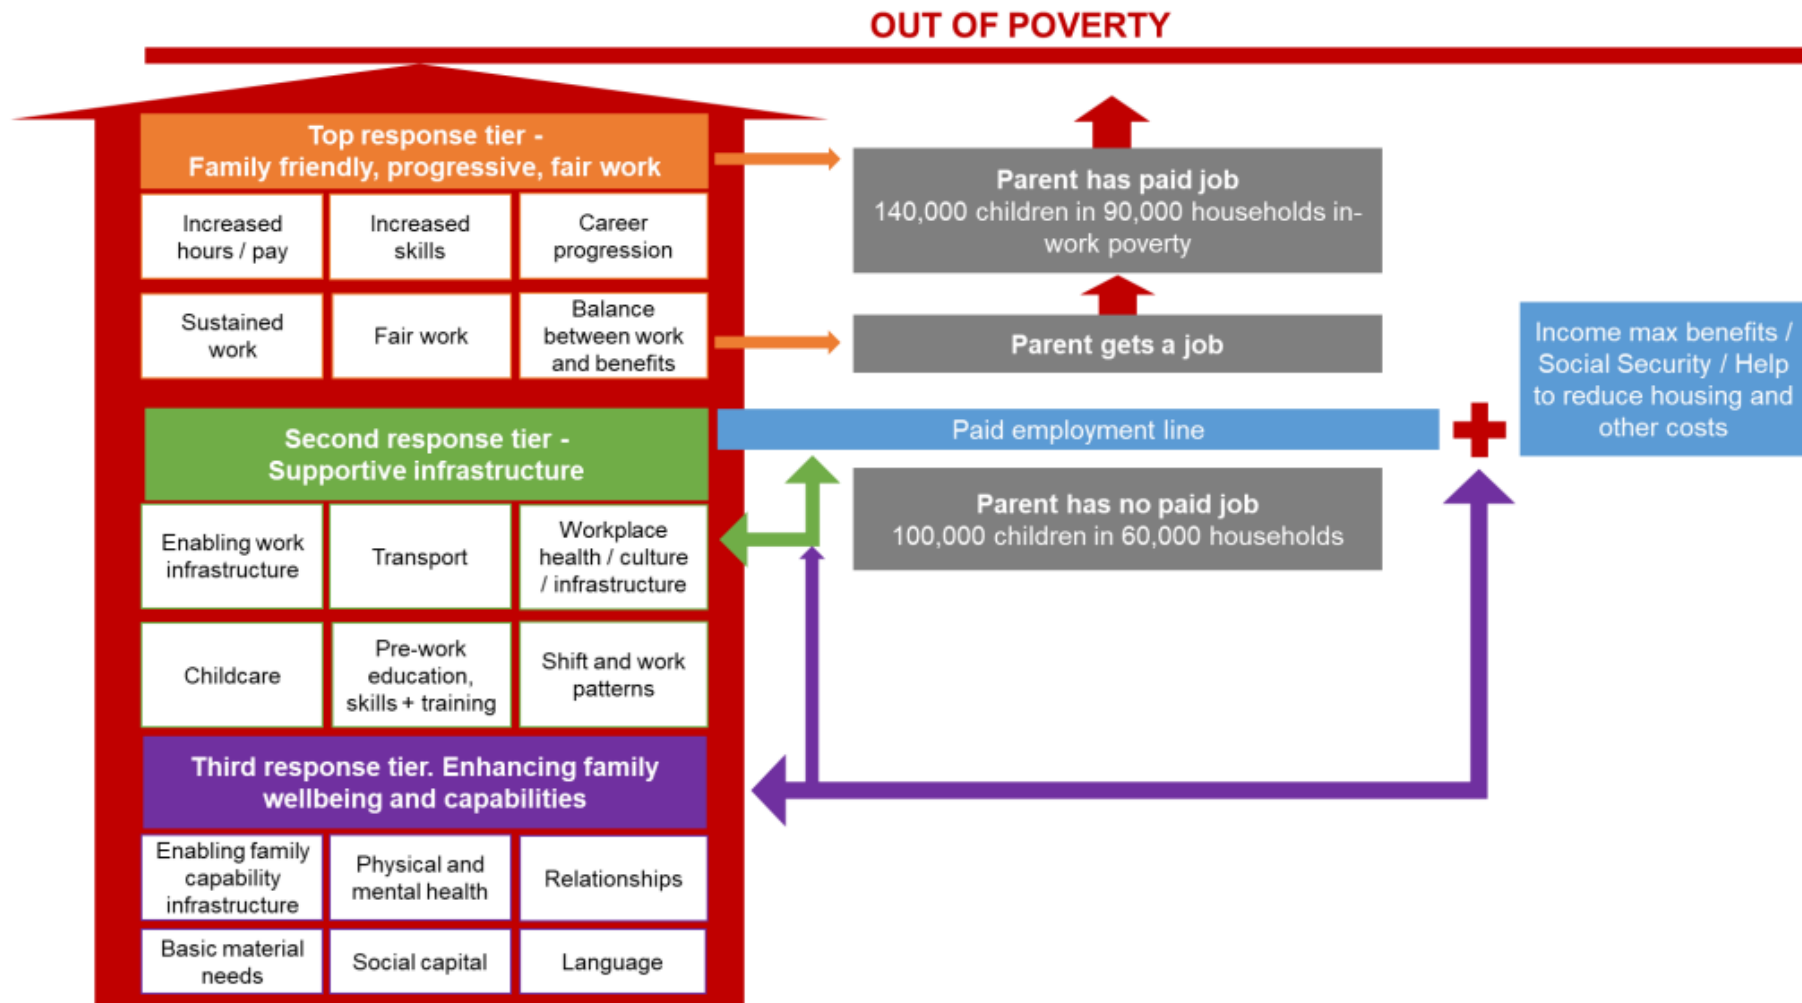 OUT OF POVERTY
Top response tier -
Family friendly, progressive, fair work
Increased
hours / pay
Increased
skills
Career
progression
Sustained
work
Fair work
Balance
between work
and benefits
Parent has paid job
140,000 children in 90,000 households in-
work poverty
Parent gets a job
Income max benefits /
Social Security / Help
to reduce housing and
other costs
Second response tier -
Supportive infrastructure
Paid employment line
Parent has no paid job
100,000 children in 60,000 households
Enabling work
infrastructure
Transport
Workplace
health / culture
/ infrastructure
Childcare
Pre-work
education,
skills + training
Shift and work
patterns
Third response tier. Enhancing family
wellbeing and capabilities
Enabling family
capability
infrastructure
Physical and
mental health
Relationships
Basic material
needs
Social capital
Language